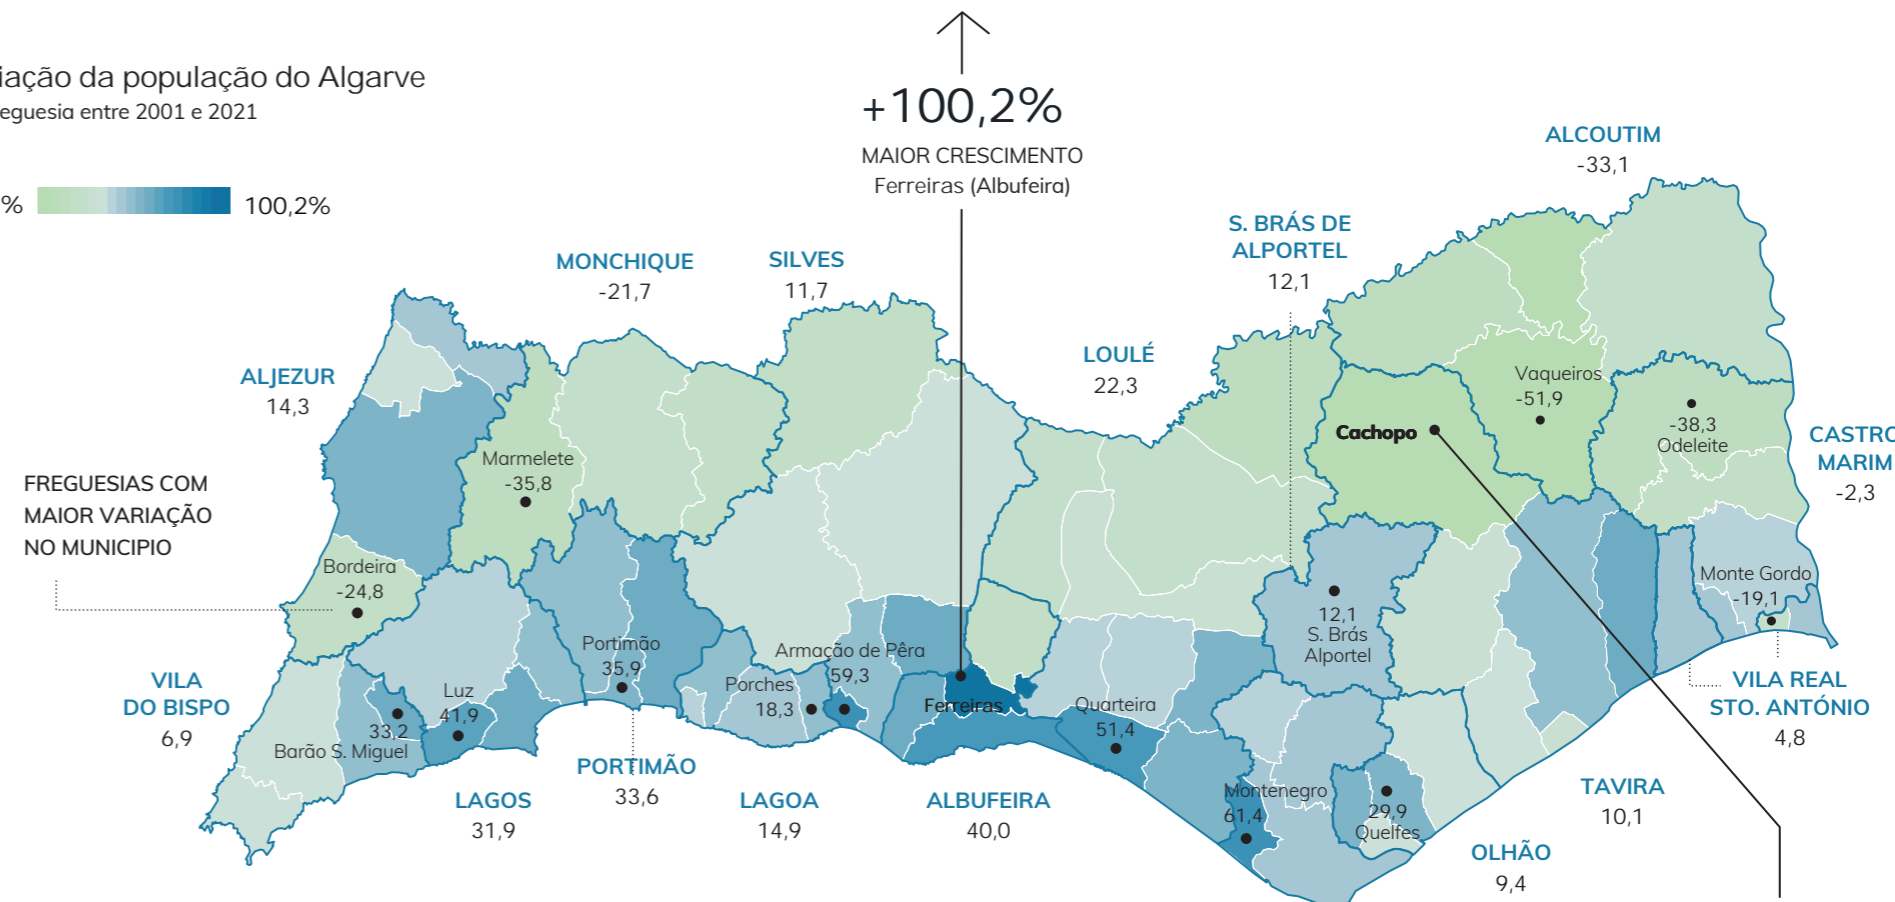 iação da população do Algarve
eguesia entre 2001 e 2021
%
100,2%
+100,2%
MAIOR CRESCIMENTO
Ferreiras (Albufeira)
ALCOUTIM
-33,1
S. BRÁS DE
ALPORTEL
12,1
MONCHIQUE
-21,7
SILVES
11,7
LOULÉ
22,3
ALJEZUR
14,3
Vaqueiros
-51,9
Cachopo
-38,3
Odeleite
CASTRO
MARIM
-2,3
Marmelete
-35,8
FREGUESIAS COM
MAIOR VARIAÇÃO
NO MUNICIPIO
Bordeira
-24,8
Monte Gordo
-19,1
12,1
S. Brás
Alportel
Portimão
35,9
Armação de Pêra
59,3
Porches
18,3
Luz
41,9
33,2
Barão S. Miguel
Ferreiras
Quarteira
51,4
VILA
DO BISPO
6,9
VILA REAL
STO. ANTÓNIO
4,8
PORTIMÃO
33,6
LAGOS
31,9
LAGOA
14,9
ALBUFEIRA
40,0
Montenegro
61,4
29,9
Quelfes
TAVIRA
10,1
OLHÃO
9,4